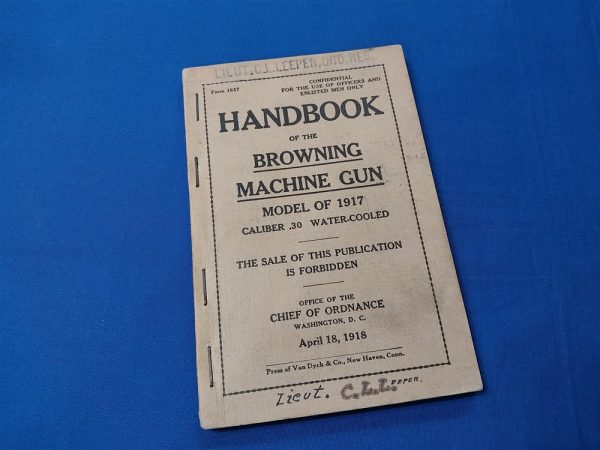 LIEUT. C. L. LEEPER, ORD. RES.
Form 1937
CONFIDENTIAL
FOR THE USE OF OFFICERS AND
ENLISTED MEN ONLY
HANDBOOK
OF THE
BROWNING
MACHINE GUN
MODEL OF 1917
CALIBER .30 WATER-COOLED
THE SALE OF THIS PUBLICATION
IS FORBIDDEN
OFFICE OF THE
CHIEF OF ORDNANCE
WASHINGTON, D. C.
April 18, 1918
Press of Van Dyck & Co., New Haven, Conn.
Lieut. C.L.LEEPER.